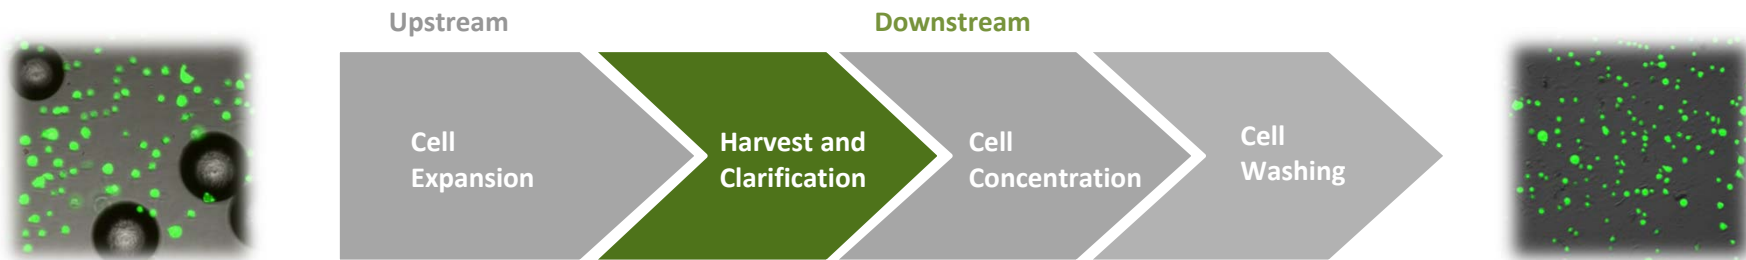 Upstream
Downstream
Cell
Expansion
Harvest and
Clarification
Cell
Concentration
Cell
Washing